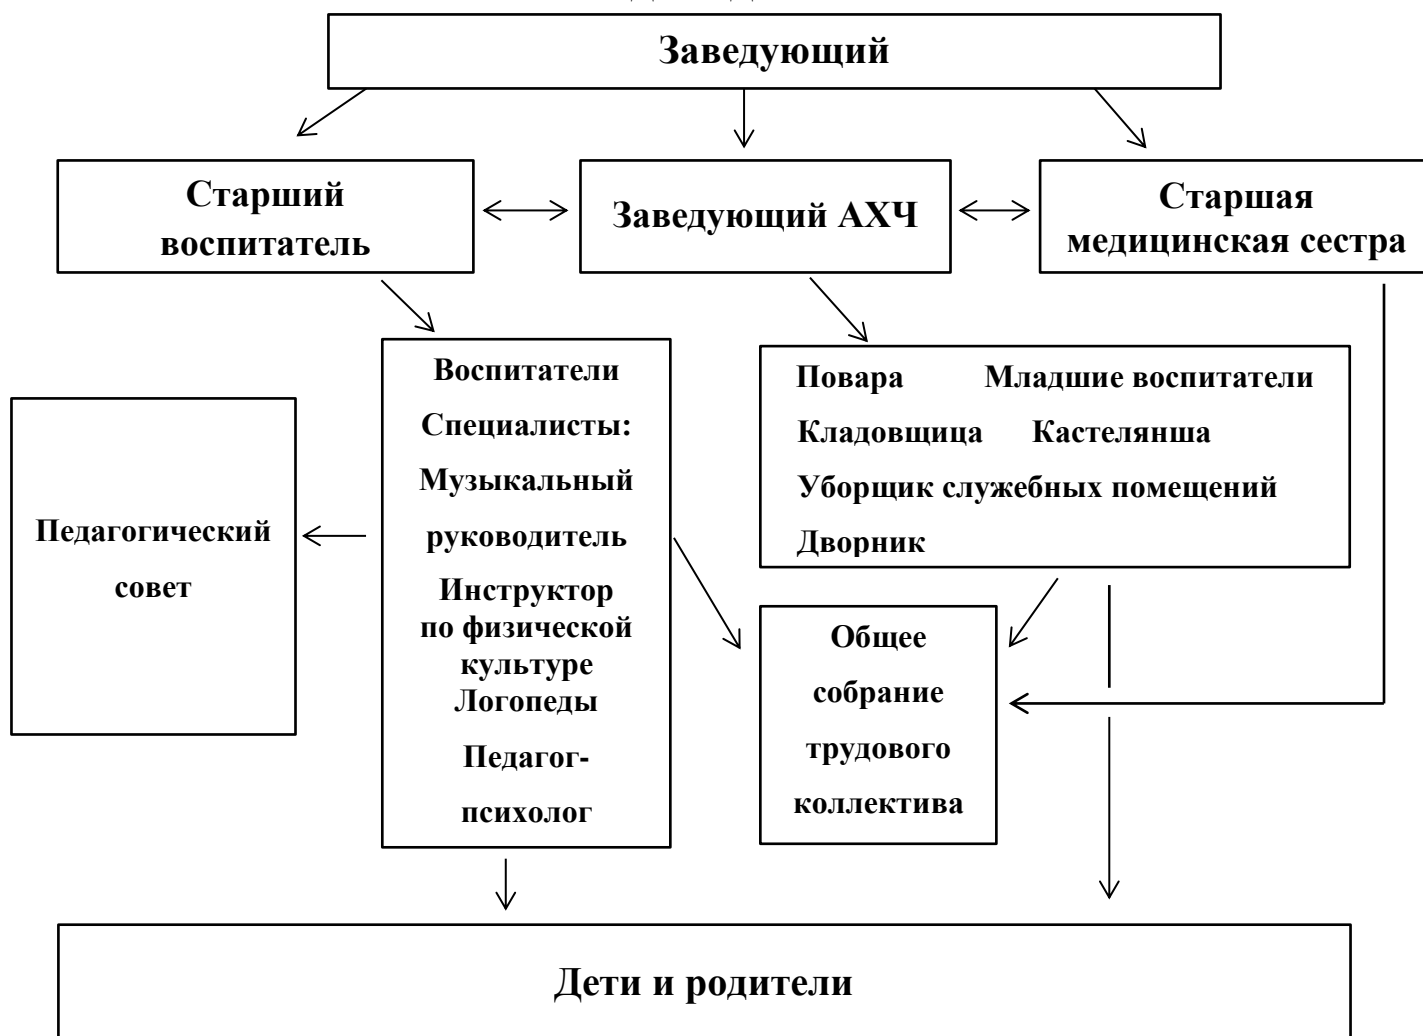 Заведующий
Старший
воспитатель
Заведующий АХЧ
Старшая
медицинская сестра
Воспитатели
Специалисты:
Музыкальный
руководитель
Инструктор
по физической
культуре
Логопеды
Педагог-
психолог
Повара Младшие воспитатели
Кладовщица Кастелянша
Уборщик служебных помещений
Дворник
Педагогический
совет
Общее
собрание
трудового
коллектива
Дети и родители